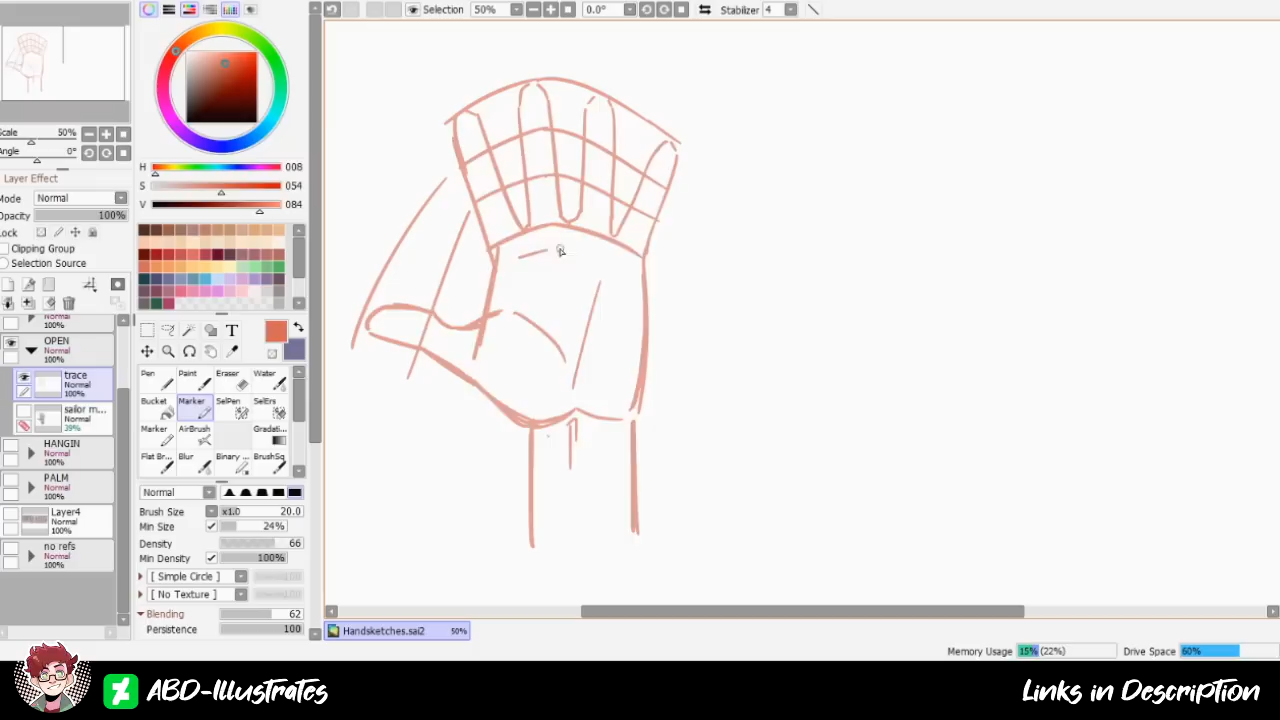 Selection 50% 0.0° Stabilizer 4
Scale 50%
Angle 0°
Layer Effect
Mode Normal
Opacity 100%
Lock
Clipping Group
Selection Source
H 008
S 054
V 084
T
Normal
100%
OPEN
Normal
100%
trace
Normal
100%
sailor m...
Normal
39%
HANGIN
Normal
100%
PALM
Normal
100%
Layer4
Normal
100%
no refs
Normal
100%
Pen Paint Eraser Water
Bucket Marker SelPen SelErs
Marker AirBrush Gradati...
Flat Br... Blur Binary ... BrushSq
Normal
Brush Size x1.0 20.0
Min Size 24%
Density 66
Min Density 100%
[ Simple Circle ]
[ No Texture ]
Blending 62
Persistence 100
Handsketches.sai2 50%
Memory Usage 15% (22%) Drive Space 60%
ABD-Illustrates
Links in Description